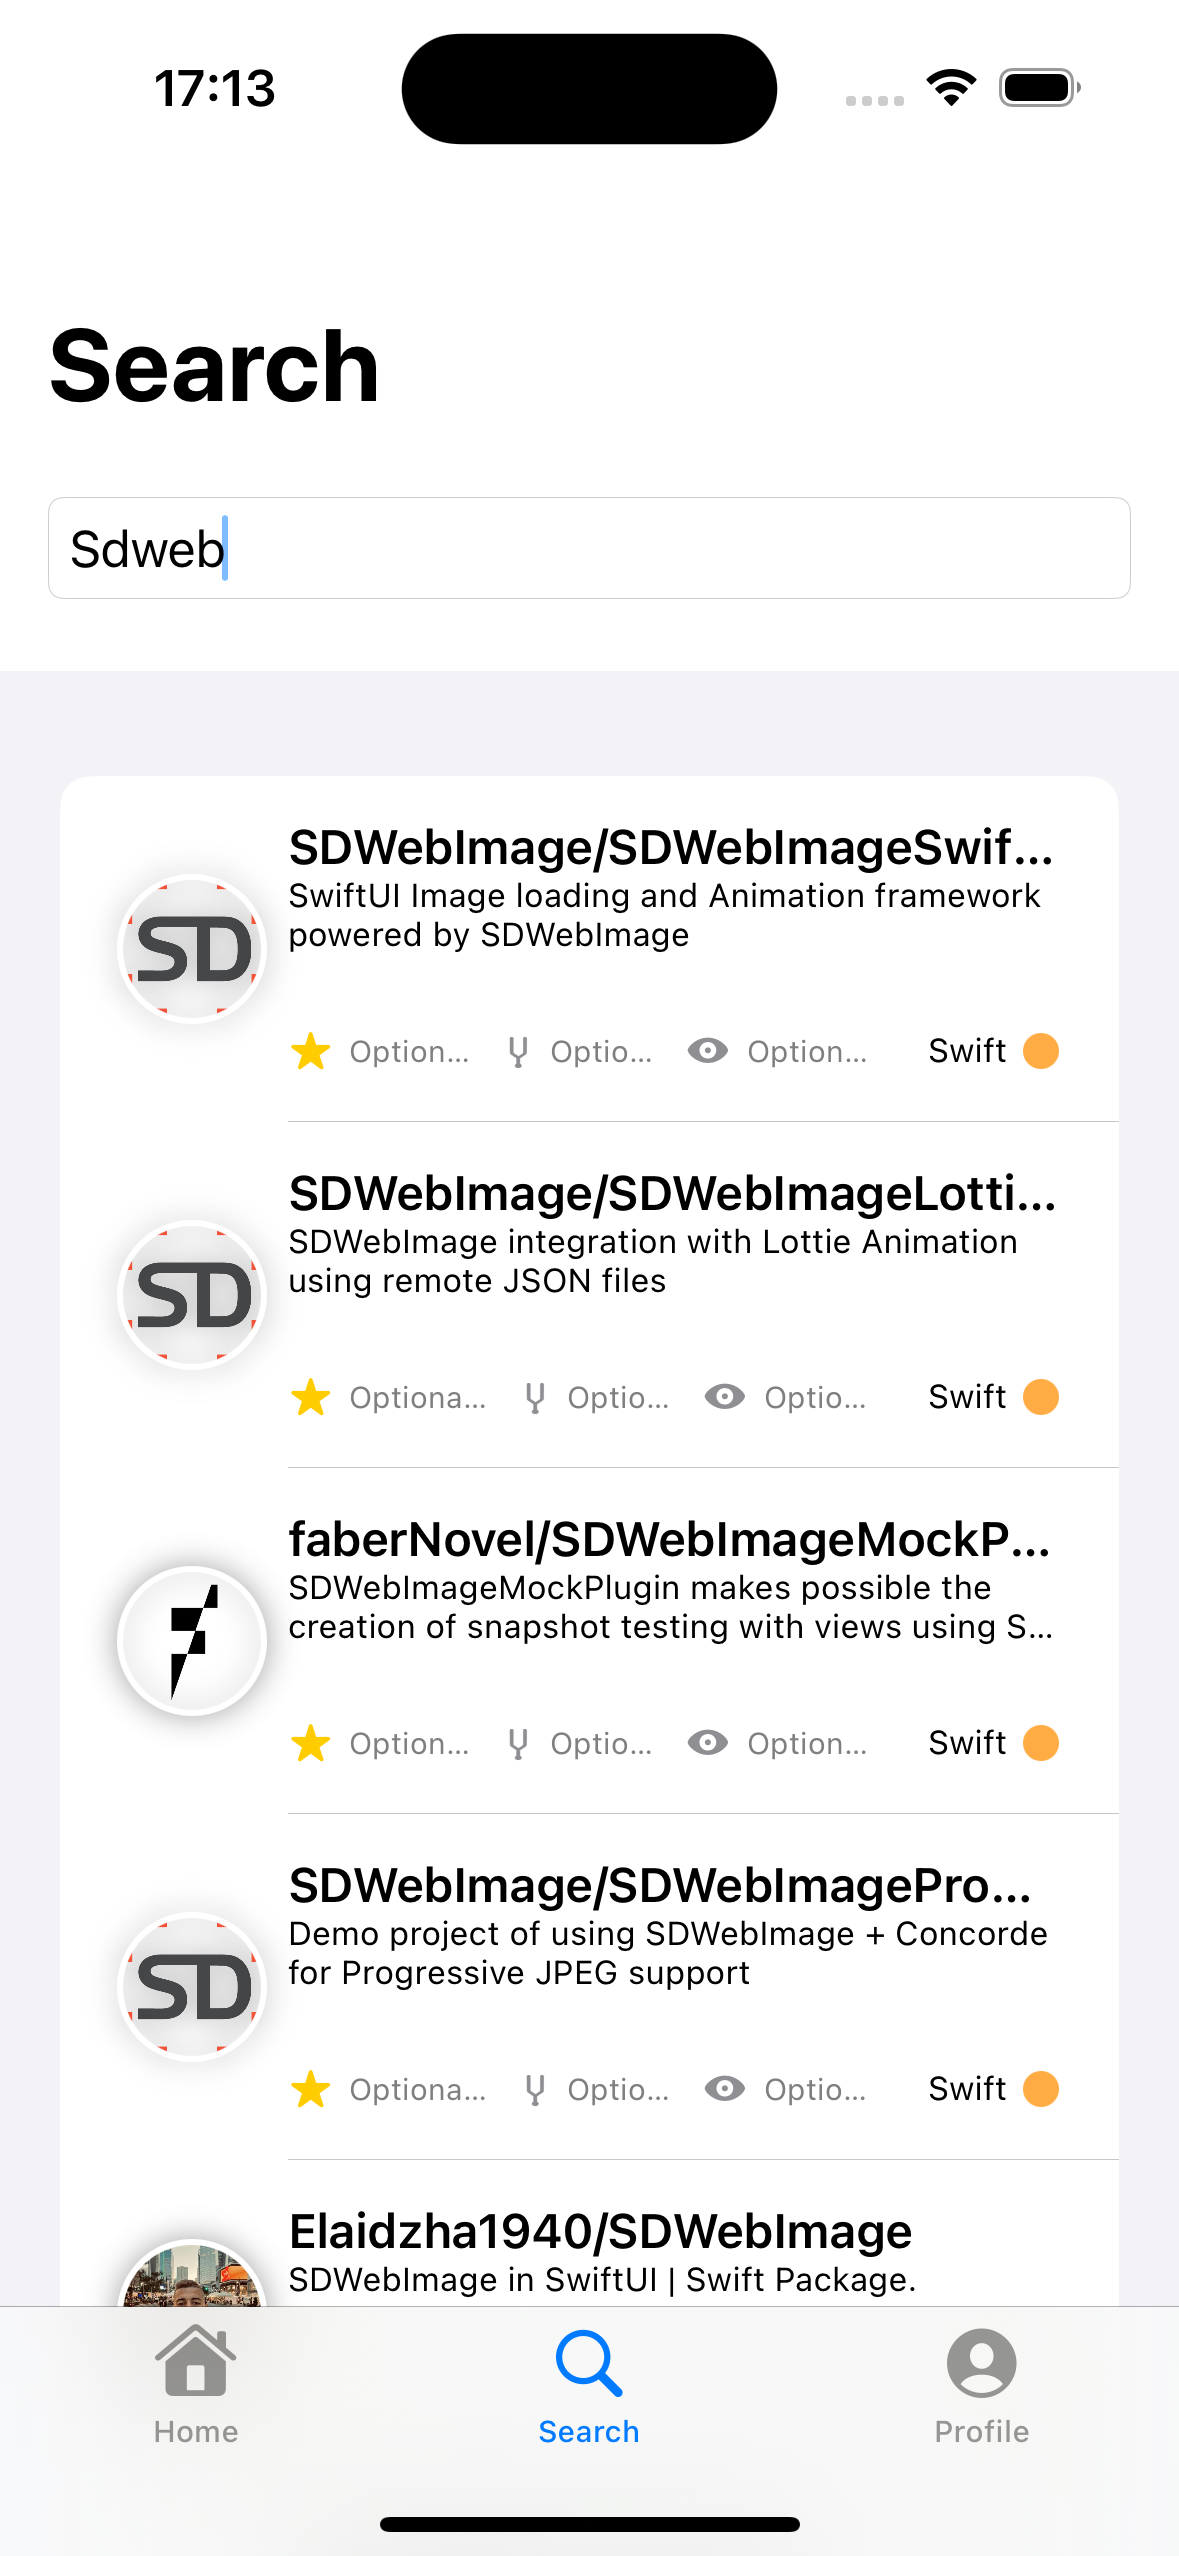 17:13
Search
Sdweb
SDWebImage/SDWebImageSwif...
SwiftUI Image loading and Animation framework
powered by SDWebImage
SD
Option... Optio... Option... Swift
SDWebImage/SDWebImageLotti...
SDWebImage integration with Lottie Animation
using remote JSON files
SD
Optiona... Optio... Optio... Swift
faberNovel/SDWebImageMockP...
SDWebImageMockPlugin makes possible the
creation of snapshot testing with views using S...
Option... Optio... Option... Swift
SDWebImage/SDWebImagePro...
Demo project of using SDWebImage + Concorde
for Progressive JPEG support
SD
Optiona... Optio... Optio... Swift
Elaidzha1940/SDWebImage
SDWebImage in SwiftUI | Swift Package.
Home Search Profile